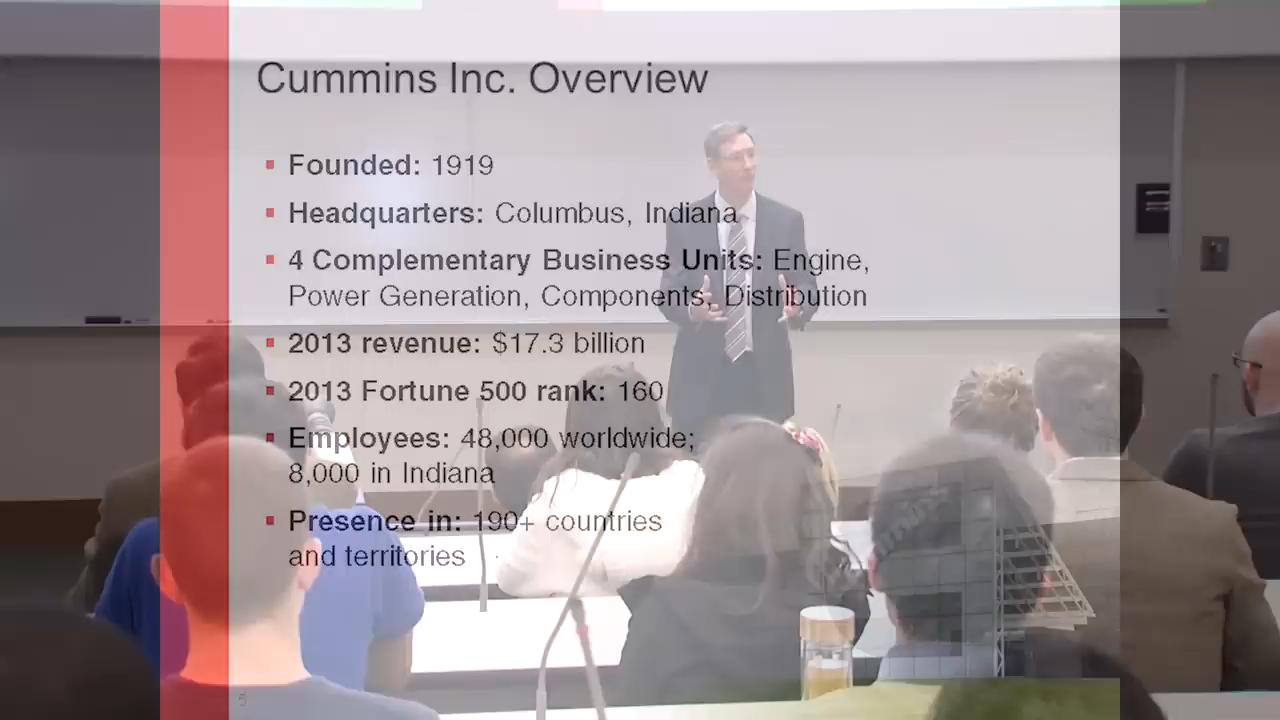 Cummins Inc. Overview
Founded: 1919
Headquarters: Columbus, Indiana
4 Complementary Business Units: Engine,
Power Generation, Components, Distribution
2013 revenue: $17.3 billion
2013 Fortune 500 rank: 160
Employees: 48,000 worldwide;
8,000 in Indiana
Presence in: 190+ countries
and territories
5